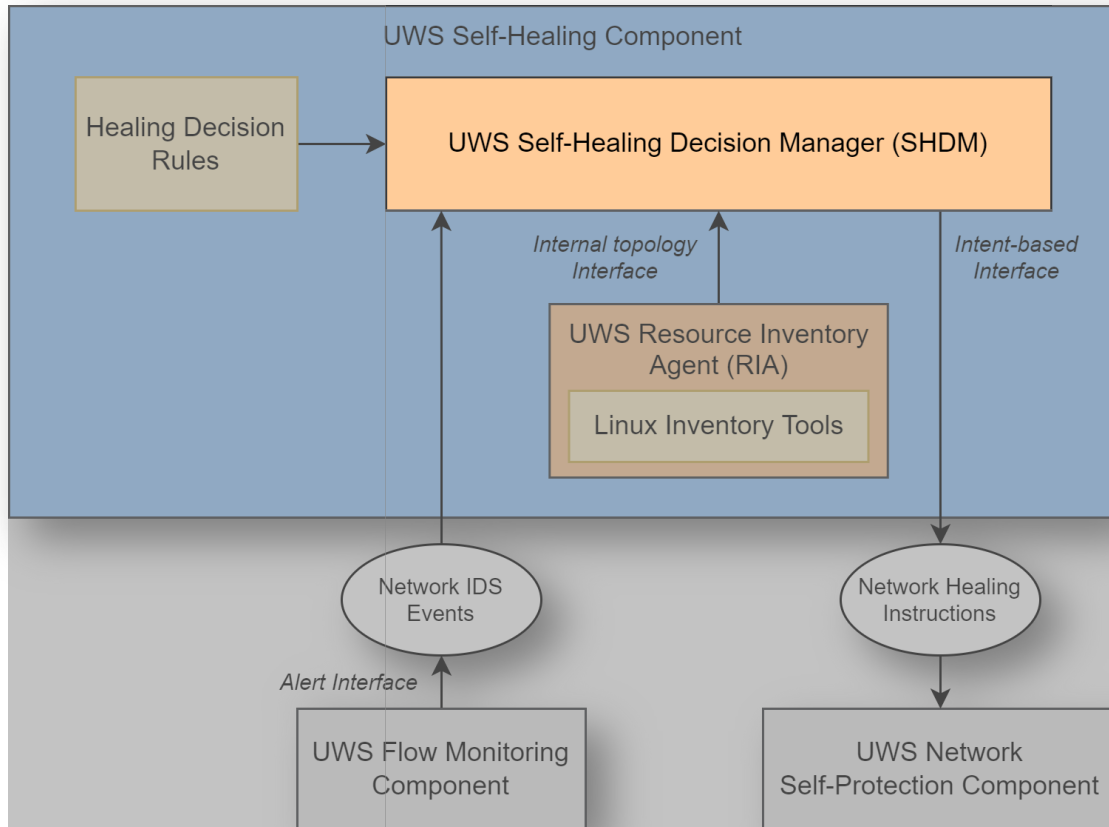 UWS Self-Healing Component
Healing Decision
Rules
UWS Self-Healing Decision Manager (SHDM)
Internal topology
Interface
Intent-based
Interface
UWS Resource Inventory
Agent (RIA)
Linux Inventory Tools
Network IDS
Events
Network Healing
Instructions
Alert Interface
UWS Flow Monitoring
Component
UWS Network
Self-Protection Component